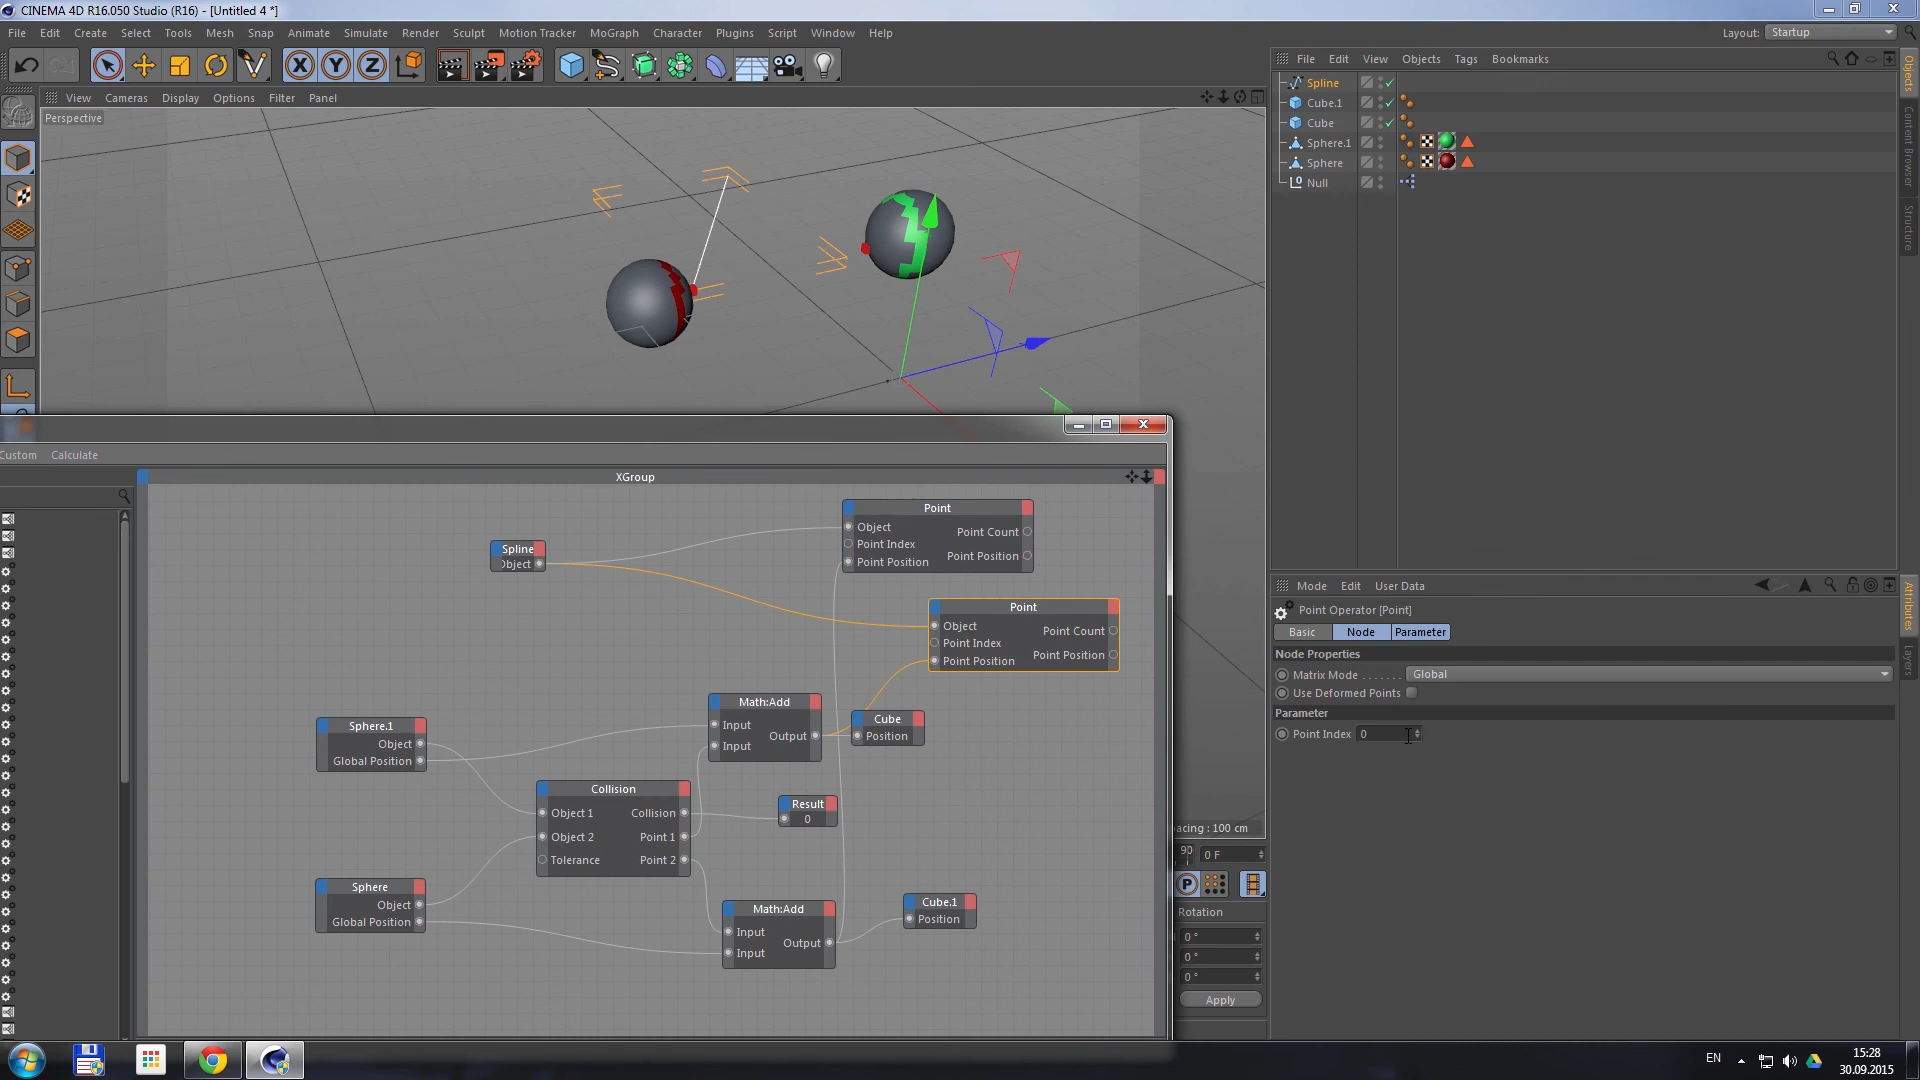 CINEMA 4D R16.050 Studio (R16) - [Untitled 4 *]
File Edit Create Select Tools Mesh Snap Animate Simulate Render Sculpt Motion Tracker MoGraph Character Plugins Script Window Help
Layout: Startup
X Y Z
View Cameras Display Options Filter Panel
Perspective
File Edit View Objects Tags Bookmarks
Spline
Cube.1
Cube
Sphere.1
Sphere
Null
Objects
Content Browser
Structure
Custom Calculate
XGroup
Spline
Object
Point
Object
Point Index
Point Position
Point Count
Point Position
Point
Object
Point Index
Point Position
Point Count
Point Position
Math:Add
Input
Input
Output
Cube
Position
Sphere.1
Object
Global Position
Collision
Object 1
Object 2
Tolerance
Collision
Point 1
Point 2
Result
0
Sphere
Object
Global Position
Math:Add
Input
Input
Output
Cube.1
Position
acing : 100 cm
90
0 F
P
Rotation
0 °
0 °
0 °
Apply
Mode Edit User Data
Point Operator [Point]
Basic Node Parameter
Node Properties
Matrix Mode . . . . . . . Global
Use Deformed Points
Parameter
Point Index 0
Attributes
Layers
EN
15:28
30.09.2015